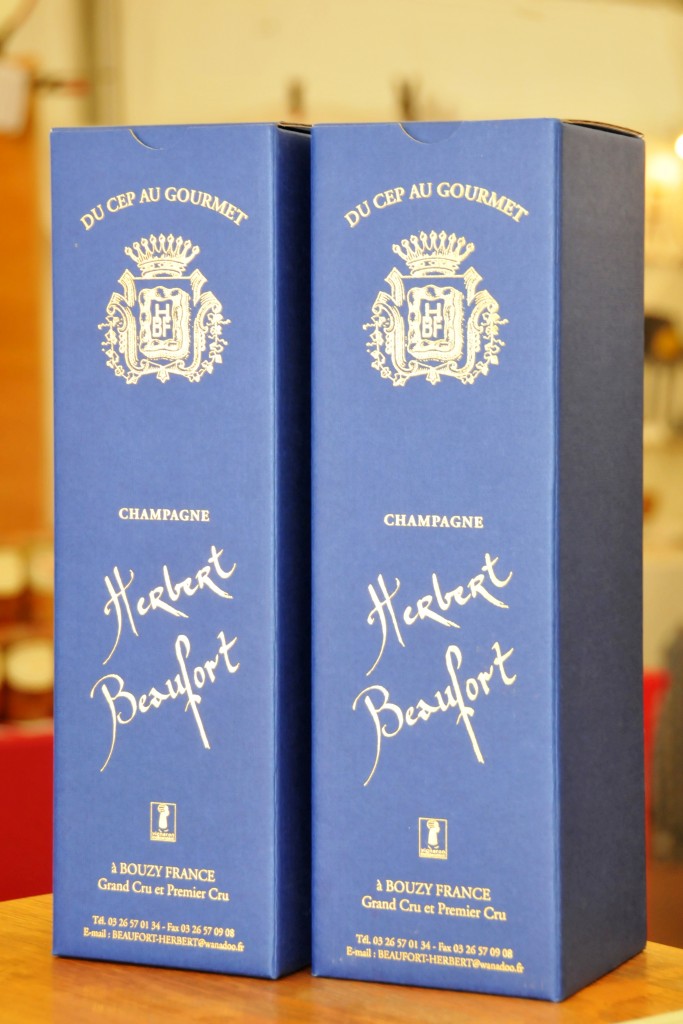 DU CEP AU GOURMET
H
BF
CHAMPAGNE
Herbert
Beaufort
à BOUZY FRANCE
Grand Cru et Premier Cru
Tél. 03 26 57 01 34 - Fax 03 26 57 09 08
E-mail : BEAUFORT-HERBERT@wanadoo.fr
DU CEP AU GOURMET
H
BF
CHAMPAGNE
Herbert
Beaufort
à BOUZY FRANCE
Grand Cru et Premier Cru
Tél. 03 26 57 01 34 - Fax 03 26 57 09 08
E-mail : BEAUFORT-HERBERT@wanadoo.fr